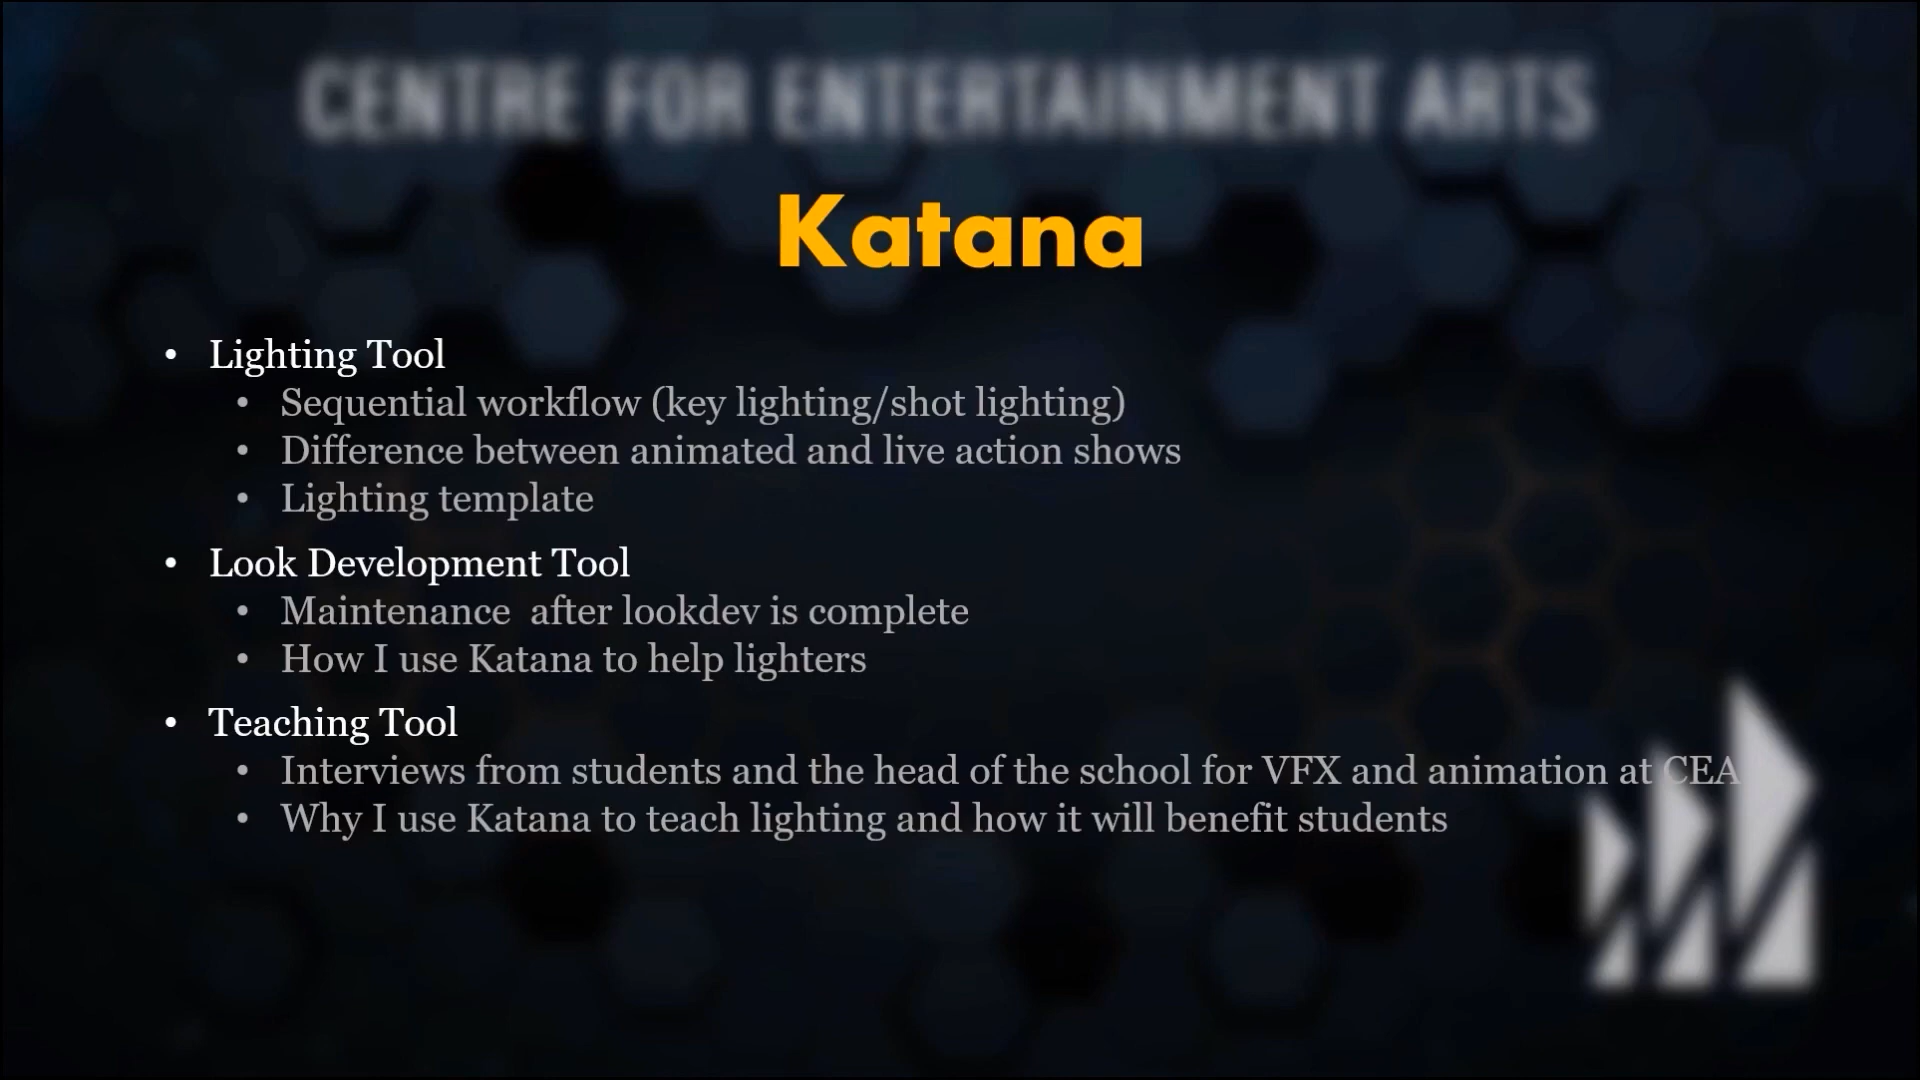 CENTRE FOR ENTERTAINMENT ARTS
Katana
• Lighting Tool
• Sequential workflow (key lighting/shot lighting)
• Difference between animated and live action shows
• Lighting template
• Look Development Tool
• Maintenance  after lookdev is complete
• How I use Katana to help lighters
• Teaching Tool
• Interviews from students and the head of the school for VFX and animation at CEA
• Why I use Katana to teach lighting and how it will benefit students